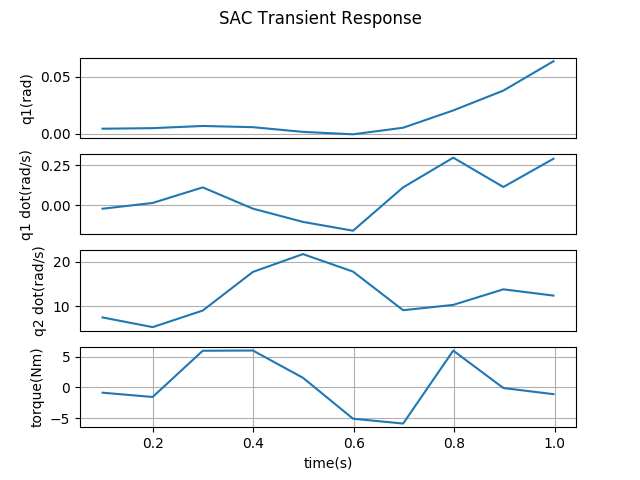 SAC Transient Response
q1(rad)
0.05
0.00
q1 dot(rad/s)
0.25
0.00
q2 dot(rad/s)
20
10
torque(Nm)
5
0
−5
0.2 0.4 0.6 0.8 1.0
time(s)